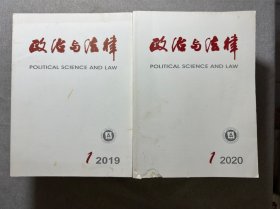 政治与法律
POLITICAL SCIENCE AND LAW
1 2019
政治与法律
POLITICAL SCIENCE AND LAW
1 2020